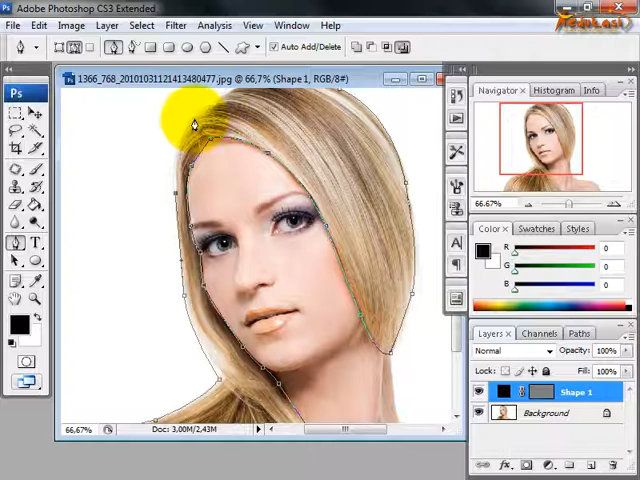 Adobe Photoshop CS3 Extended
EduLasi
File Edit Image Layer Select Filter Analysis View Window Help
Auto Add/Delete
1366_768_20101031121413480477.jpg @ 66,7% (Shape 1, RGB/8#)
Ps
Navigator Histogram Info
66.67%
Color Swatches Styles
R 0
G 0
B 0
Layers Channels Paths
Normal Opacity: 100%
Lock: Fill: 100%
Shape 1
Background
66,67% Doc: 3,00M/2,43M